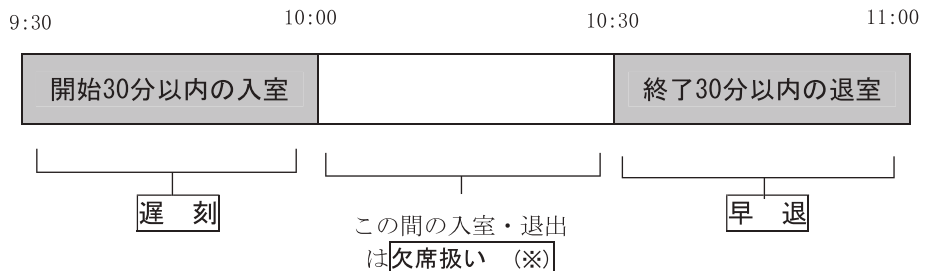 9:30 10:00 10:30 11:00
開始30分以内の入室 終了30分以内の退室
遅 刻
早 退
この間の入室・退出
は欠席扱い (※)